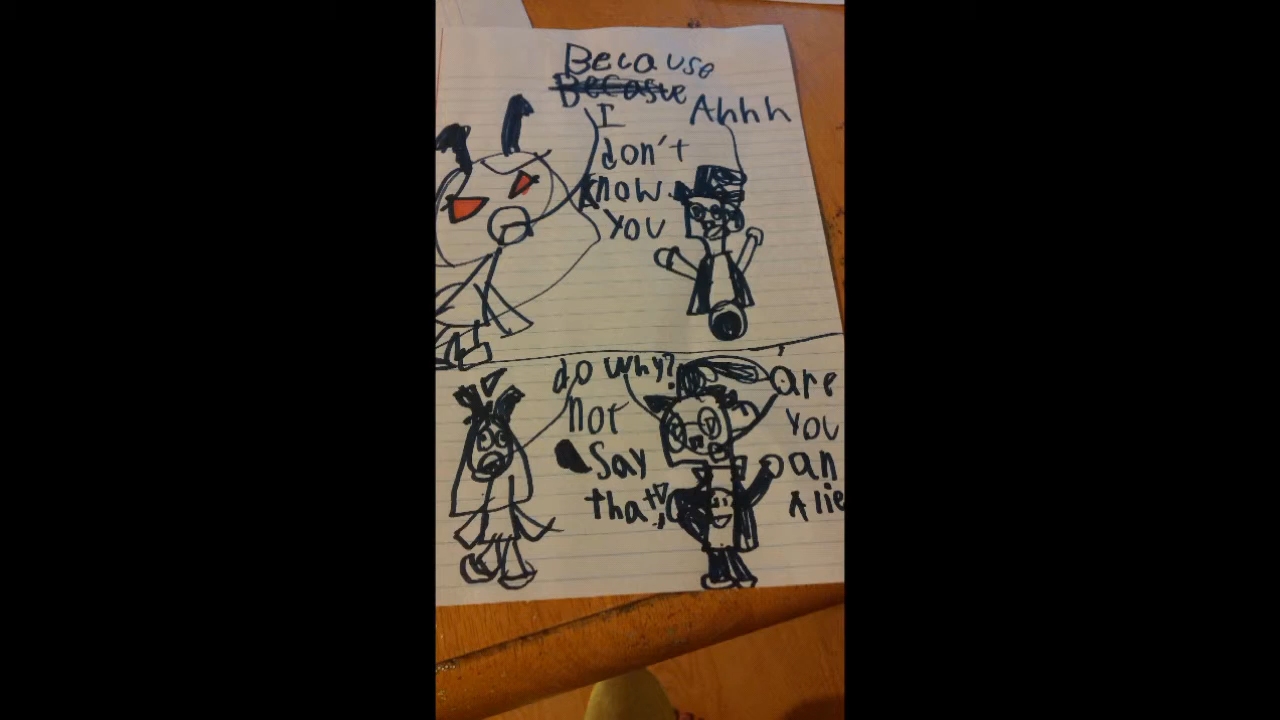 Because
Becaste
I
don't
know
You
Ahhh
do
not
Say
that!
Why?
are
You
an
Alie